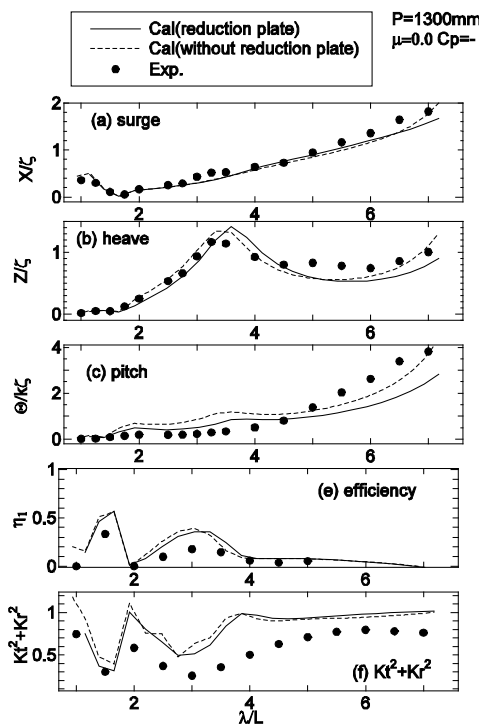 Cal(reduction plate)
Cal(without reduction plate)
Exp.
P=1300mm
μ=0.0 Cp=-
(a) surge
X/ζ
2
1
0
2 4 6
(b) heave
Z/ζ
1
0
2 4 6
(c) pitch
Θ/kζ
4
2
0
2 4 6
(e) efficiency
η1
1
0.5
0
2 4 6
(f) Kt²+Kr²
Kt²+Kr²
1
0.5
2 4 6
λ/L